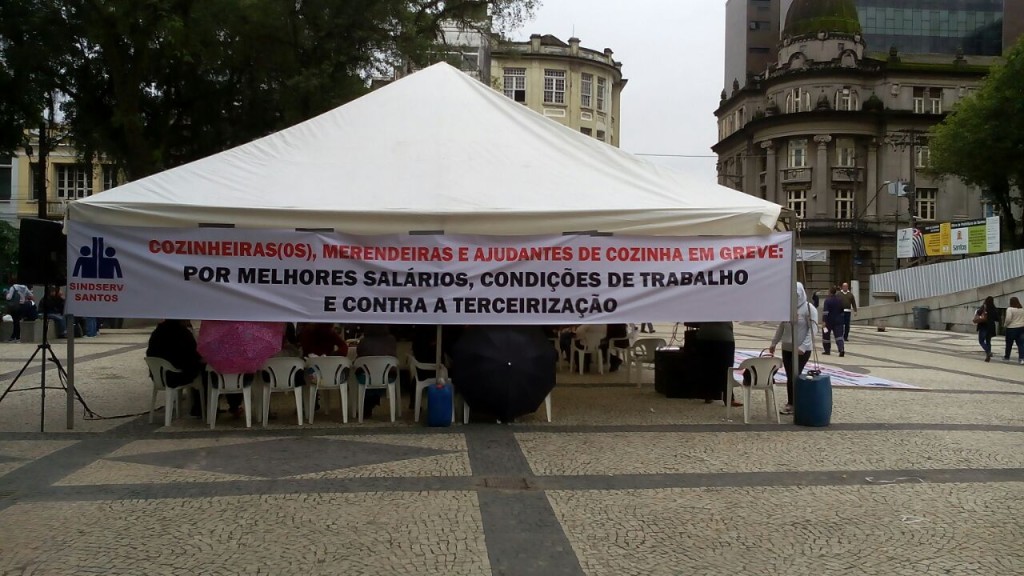 COZINHEIRAS(OS), MERENDEIRAS E AJUDANTES DE COZINHA EM GREVE:
POR MELHORES SALÁRIOS, CONDIÇÕES DE TRABALHO
E CONTRA A TERCEIRIZAÇÃO
SINDSERV
SANTOS